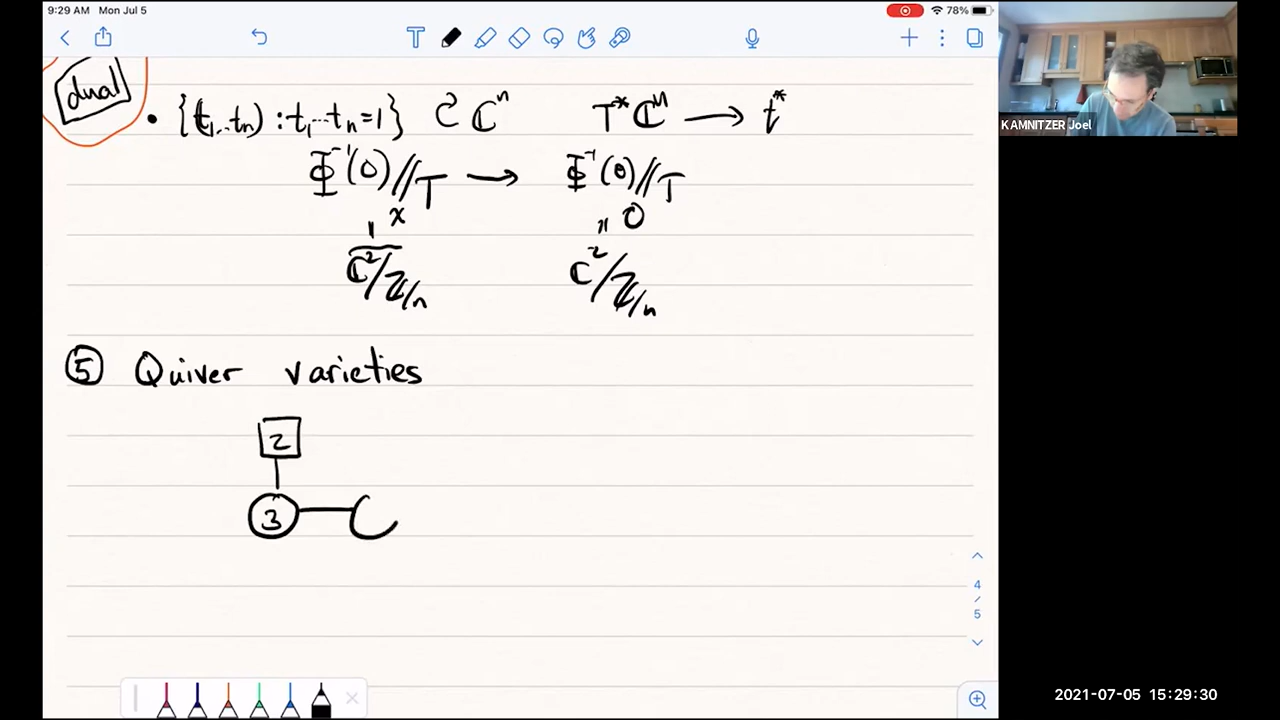 9:29 AM Mon Jul 5
78%
dual
• {(t₁...tₙ) : t₁...tₙ = 1} ⊂ ℂⁿ T*ℂⁿ → t*
Φ⁻¹(0)//T → Φ⁻¹(0)//T
χ 0
ℂ²/ℤ/n ℂ²/ℤ/n
⑤ Quiver varieties
2
3
4
/
5
KAMNITZER Joel
2021-07-05 15:29:30